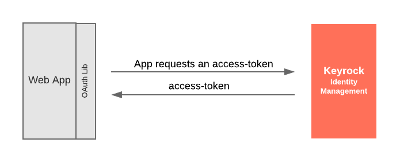 Web App
OAuth Lib
App requests an access-token
access-token
Keyrock
Identity
Management